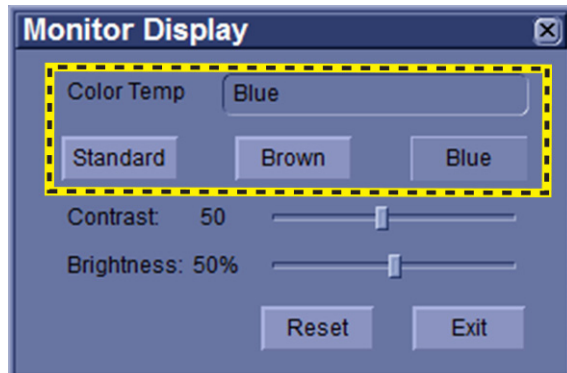 Monitor Display
Color Temp Blue
Standard Brown Blue
Contrast: 50
Brightness: 50%
Reset Exit